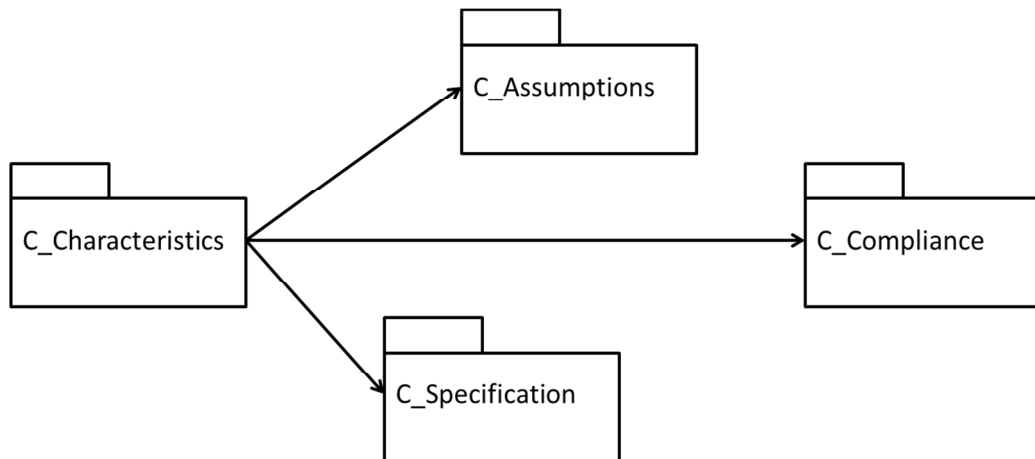 C_Assumptions
C_Characteristics
C_Compliance
C_Specification